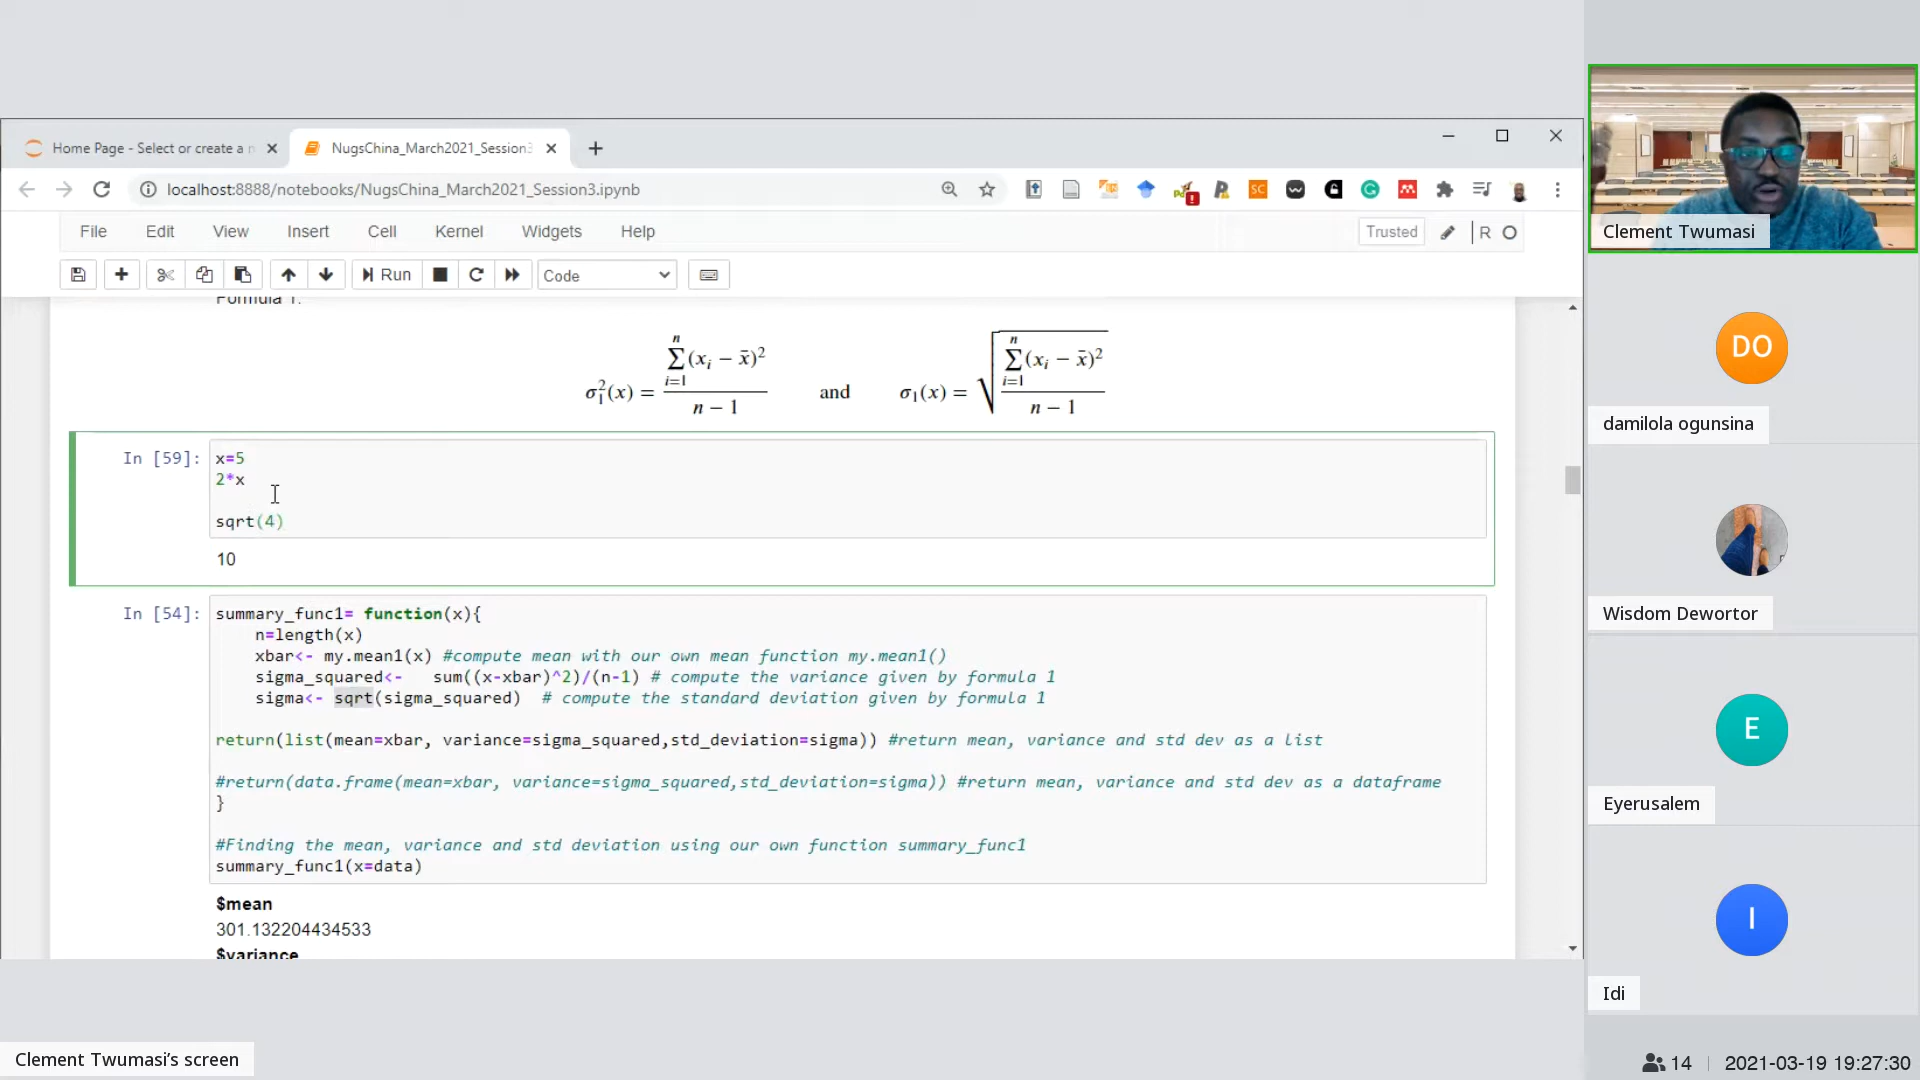 Home Page - Select or create a n
NugsChina_March2021_Session3
localhost:8888/notebooks/NugsChina_March2021_Session3.ipynb
SC
File Edit View Insert Cell Kernel Widgets Help Trusted R
Run Code
Formula 1:
σ₁²(x) = ∑ᵢ₌₁ⁿ(xᵢ − x̄)² / (n − 1) and σ₁(x) = √(∑ᵢ₌₁ⁿ(xᵢ − x̄)² / (n − 1))
In [59]: x=5
2*x
sqrt(4)
10
In [54]: summary_func1= function(x){
n=length(x)
xbar<- my.mean1(x) #compute mean with our own mean function my.mean1()
sigma_squared<- sum((x-xbar)^2)/(n-1) # compute the variance given by formula 1
sigma<- sqrt(sigma_squared) # compute the standard deviation given by formula 1
return(list(mean=xbar, variance=sigma_squared,std_deviation=sigma)) #return mean, variance and std dev as a list
#return(data.frame(mean=xbar, variance=sigma_squared,std_deviation=sigma)) #return mean, variance and std dev as a dataframe
}
#Finding the mean, variance and std deviation using our own function summary_func1
summary_func1(x=data)
$mean
301.132204434533
$variance
Clement Twumasi
DO
damilola ogunsina
Wisdom Dewortor
E
Eyerusalem
I
Idi
Clement Twumasi's screen
14 2021-03-19 19:27:30